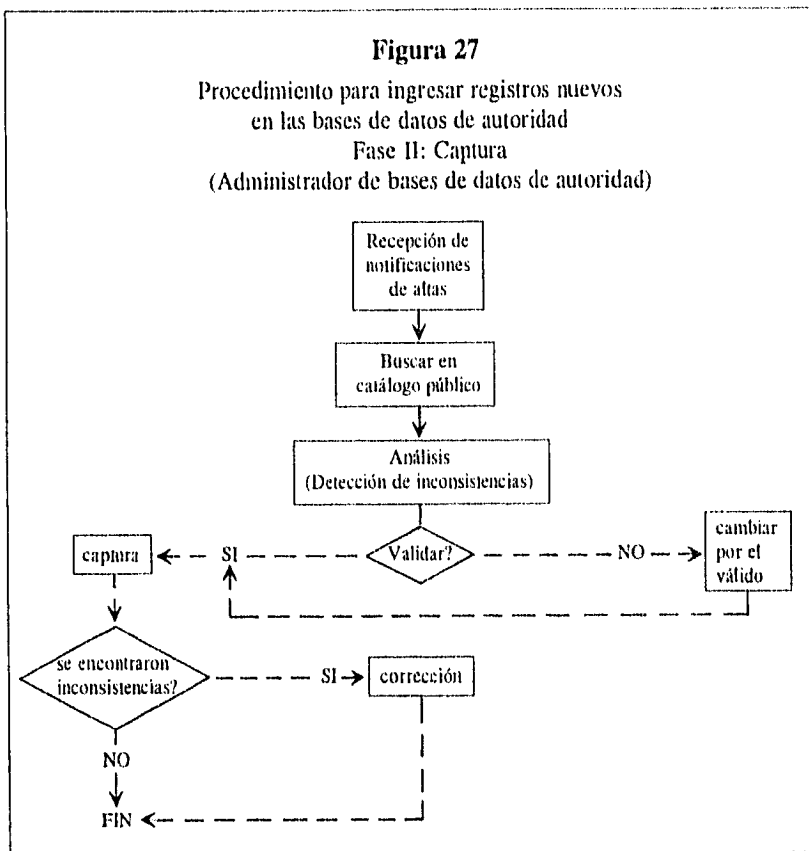 Figura 27
Procedimiento para ingresar registros nuevos
en las bases de datos de autoridad
Fase II: Captura
(Administrador de bases de datos de autoridad)
Recepción de
notificaciones
de altas
Buscar en
catálogo público
Análisis
(Detección de inconsistencias)
captura
SI
Validar?
NO
cambiar
por el
válido
se encontraron
inconsistencias?
SI
corrección
NO
FIN